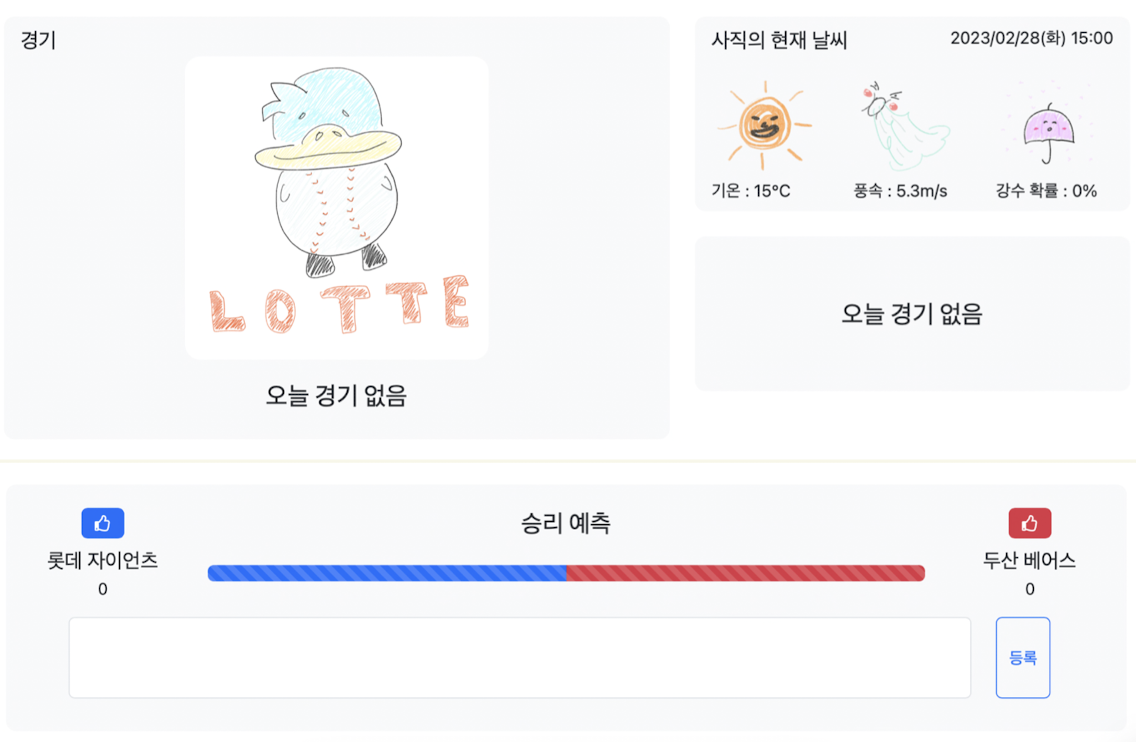 경기
LOTTE
오늘 경기 없음
사직의 현재 날씨
2023/02/28(화) 15:00
기온 : 15°C
풍속 : 5.3m/s
강수 확률 : 0%
오늘 경기 없음
승리 예측
롯데 자이언츠
0
두산 베어스
0
등록